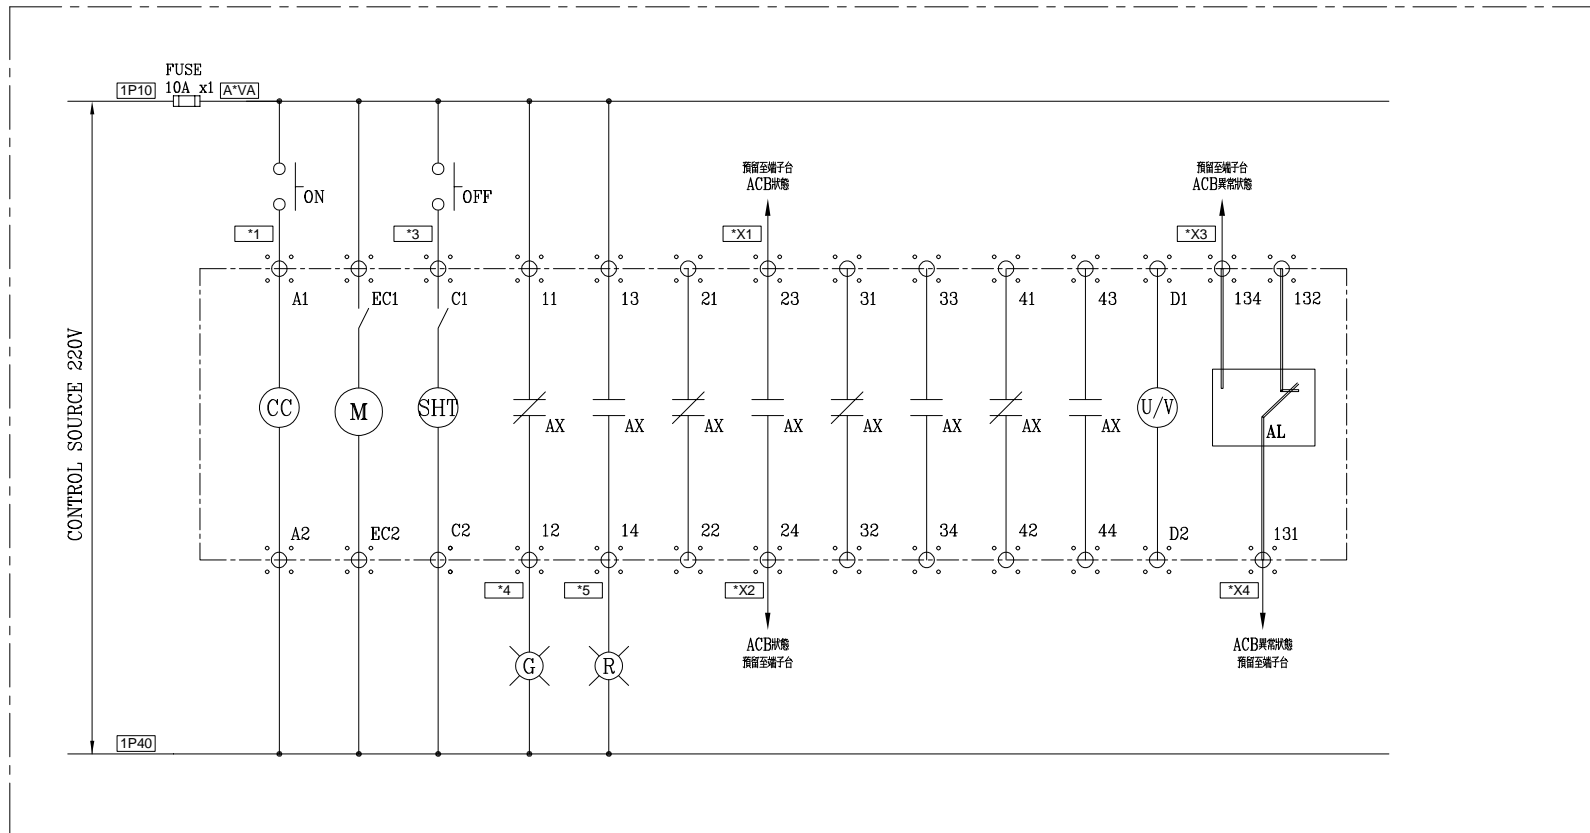 FUSE
10A x1
1P10
A*VA
ON
OFF
預留至端子台
ACB狀態
預留至端子台
ACB異常狀態
*1
*3
*X1
*X3
A1
EC1
C1
11
13
21
23
31
33
41
43
D1
134
132
CONTROL SOURCE 220V
CC
M
SHT
AX
AX
AX
AX
AX
AX
AX
AX
U/V
AL
A2
EC2
C2
12
14
22
24
32
34
42
44
D2
131
*4
*5
*X2
*X4
ACB狀態
預留至端子台
ACB異常狀態
預留至端子台
G
R
1P40